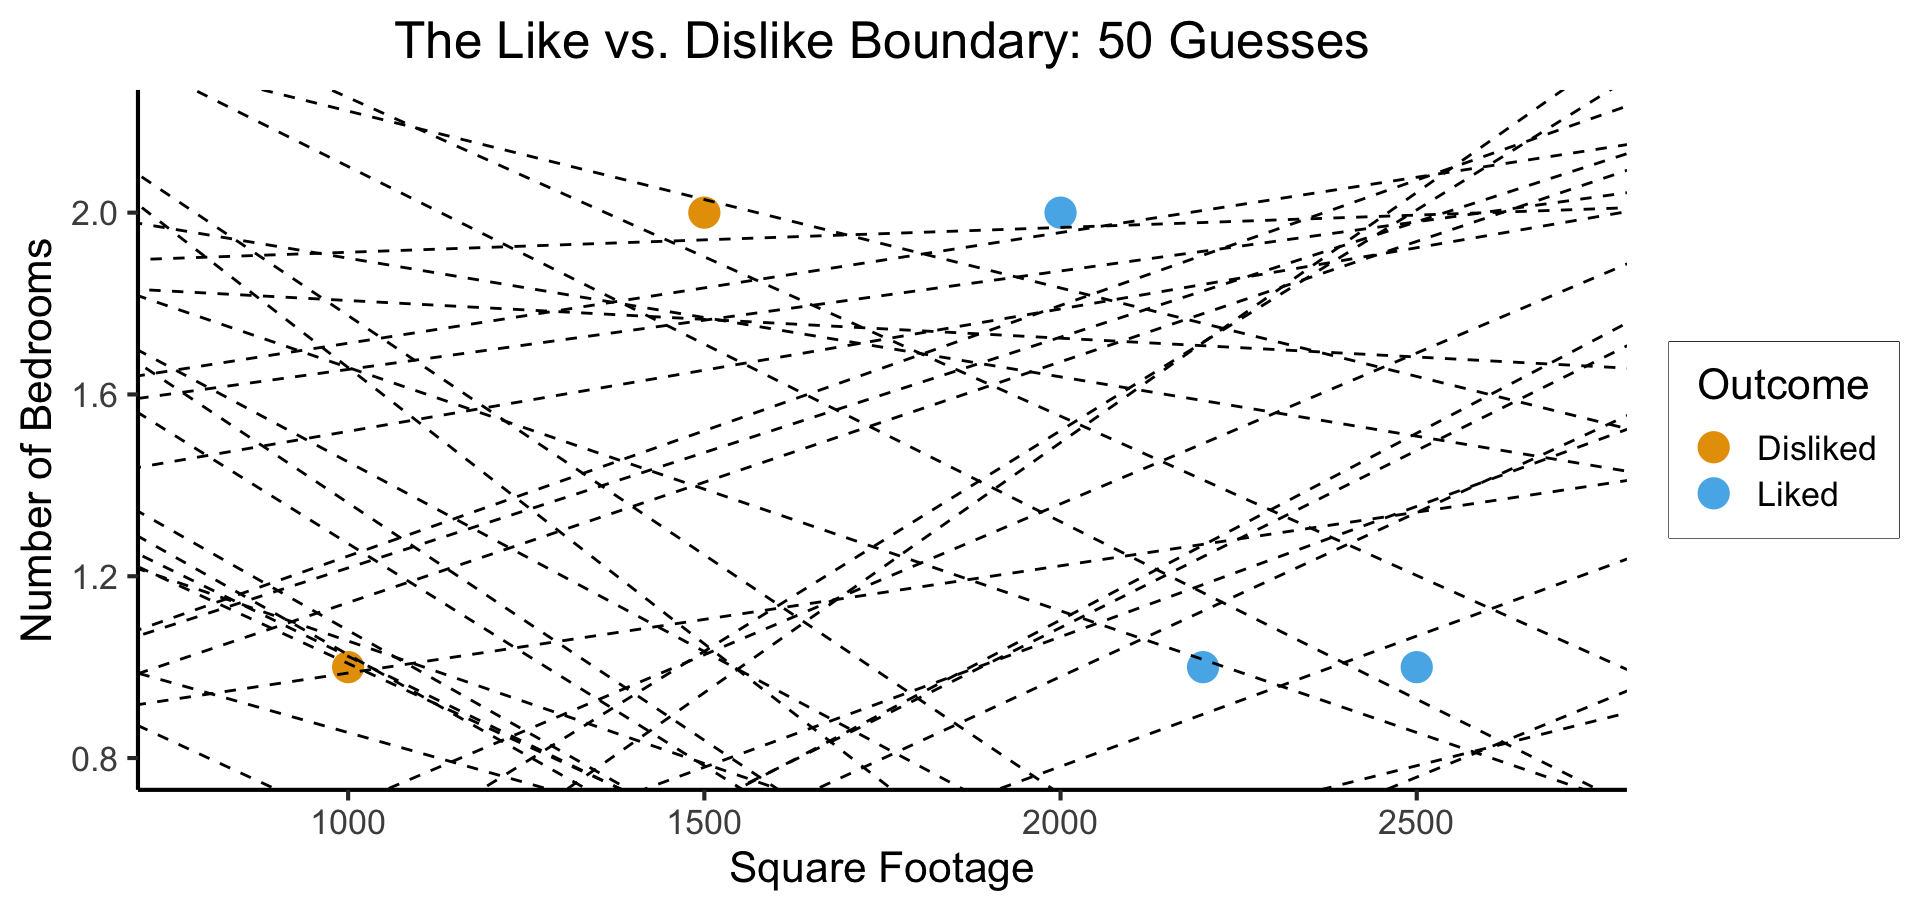 The Like vs. Dislike Boundary: 50 Guesses
Number of Bedrooms
2.0
1.6
1.2
0.8
1000 1500 2000 2500
Square Footage
Outcome
Disliked
Liked